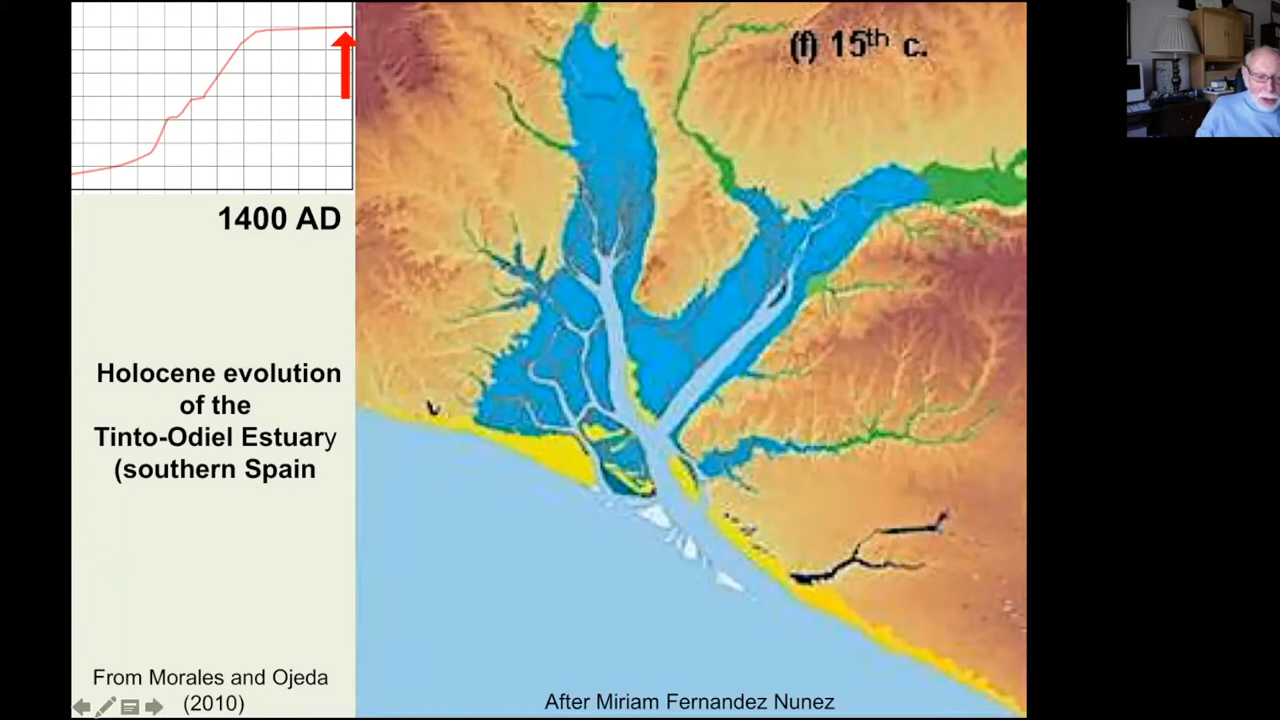 (f) 15th c.
1400 AD
Holocene evolution
of the
Tinto-Odiel Estuary
(southern Spain
From Morales and Ojeda
(2010)
After Miriam Fernandez Nunez